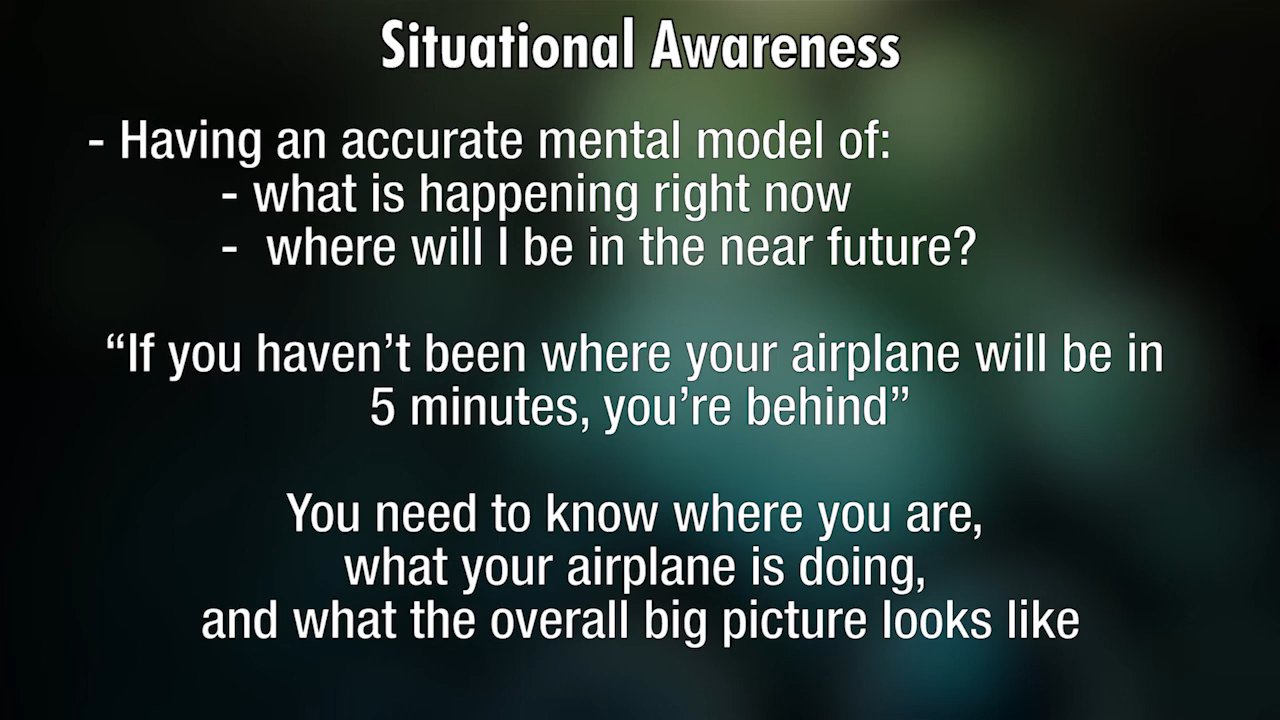 Situational Awareness
- Having an accurate mental model of:
- what is happening right now
- where will I be in the near future?
“If you haven’t been where your airplane will be in
5 minutes, you’re behind”
You need to know where you are,
what your airplane is doing,
and what the overall big picture looks like